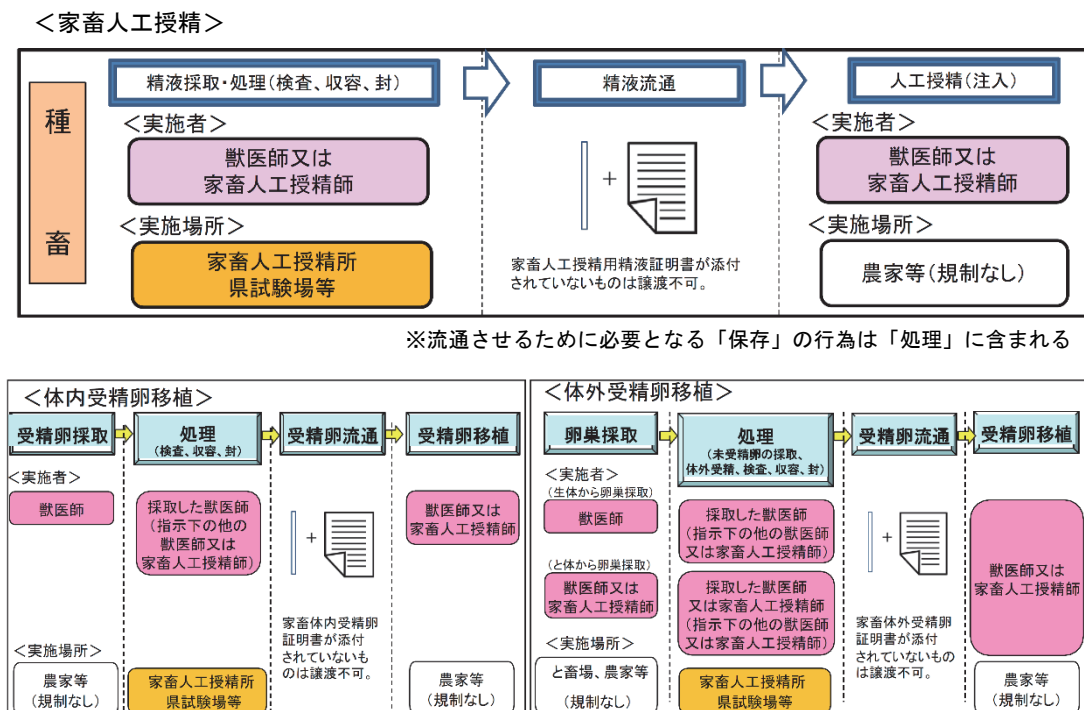 ＜家畜人工授精＞
種
畜
精液採取・処理(検査、収容、封)
＜実施者＞
獣医師又は
家畜人工授精師
＜実施場所＞
家畜人工授精所
県試験場等
精液流通
＋
家畜人工授精用精液証明書が添付
されていないものは譲渡不可。
人工授精(注入)
＜実施者＞
獣医師又は
家畜人工授精師
＜実施場所＞
農家等(規制なし)
※流通させるために必要となる「保存」の行為は「処理」に含まれる
＜体内受精卵移植＞
受精卵採取
＜実施者＞
獣医師
＜実施場所＞
農家等
(規制なし)
処理
(検査、収容、封)
採取した獣医師
(指示下の他の
獣医師又は
家畜人工授精師)
家畜人工授精所
県試験場等
受精卵流通
＋
家畜体内受精卵
証明書が添付
されていないも
のは譲渡不可。
受精卵移植
獣医師又は
家畜人工授精師
農家等
(規制なし)
＜体外受精卵移植＞
卵巣採取
＜実施者＞
(生体から卵巣採取)
獣医師
(と体から卵巣採取)
獣医師又は
家畜人工授精師
＜実施場所＞
と畜場、農家等
(規制なし)
処理
(未受精卵の採取、
体外受精、検査、収容、封)
採取した獣医師
(指示下の他の獣医師
又は家畜人工授精師)
採取した獣医師
又は家畜人工授精師
(指示下の他の獣医師
又は家畜人工授精師)
家畜人工授精所
県試験場等
受精卵流通
＋
家畜体外受精卵
証明書が添付
されていないもの
は譲渡不可。
受精卵移植
獣医師又は
家畜人工授精師
農家等
(規制なし)